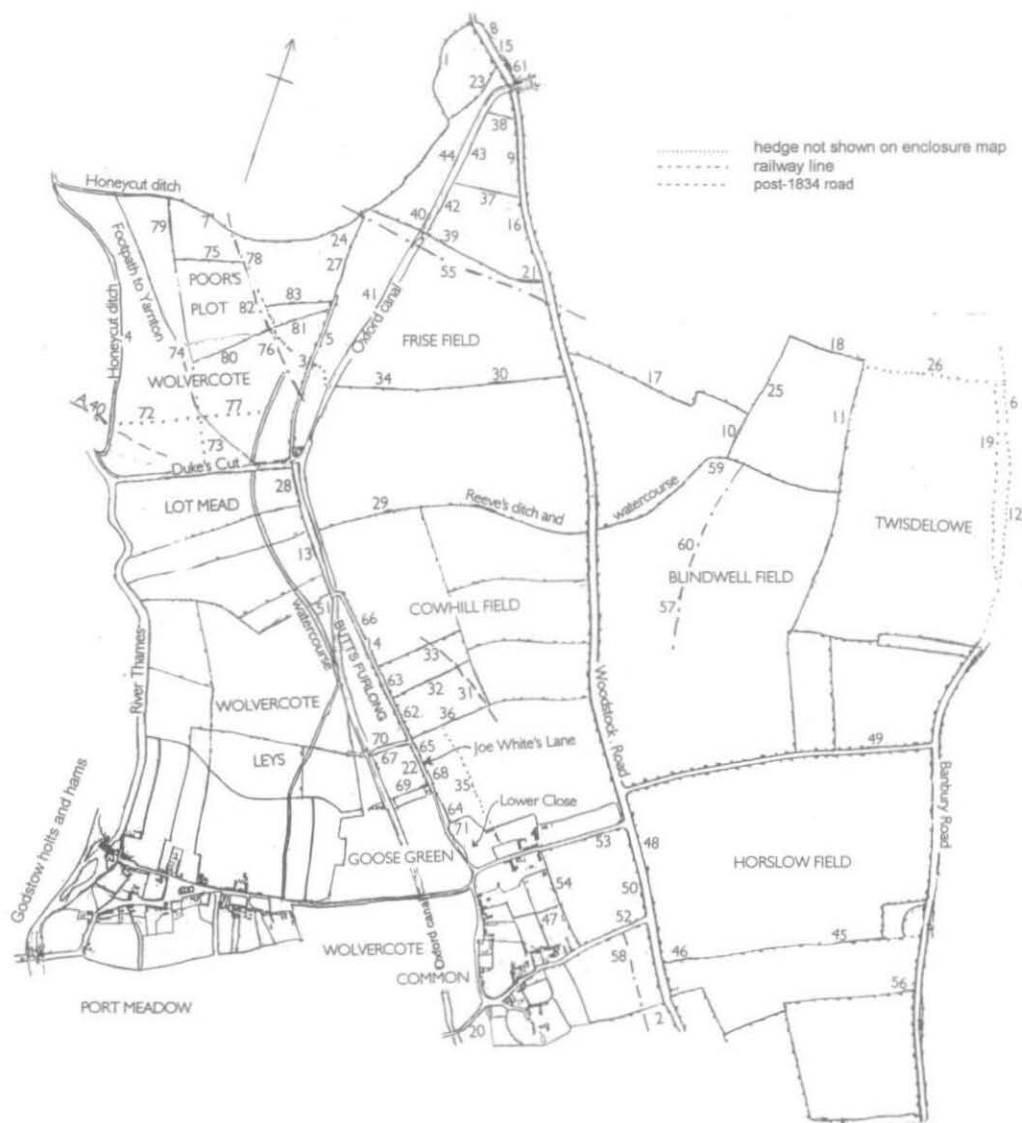 8
15
61
1
23
38
44
43
9
hedge not shown on enclosure map
railway line
post-1834 road
Honeycut ditch
79
7
42
37
40
16
24
39
Footpath to Yarnton
75
78
27
55
21
POOR'S
PLOT
82
83
41
Oxford canal
FRISE FIELD
Honeycut ditch
4
81
5
74
80
76
3
18
26
17
25
6
WOLVERCOTE
34
30
10
11
19
A 40
72
77
73
Duke's Cut
59
12
28
LOT MEAD
29
Reeve's ditch and
watercourse
TWISDELOWE
13
60
BLINDWELL FIELD
57
51
66
COWHILL FIELD
watercourse
BUTTS FURLONG
14
33
River Thames
63
32
31
Woodstock Road
WOLVERCOTE
62
36
70
65
Joe White's Lane
49
LEYS
67
22
68
69
35
Lower Close
64
71
Banbury Road
Godstow holts and hams
GOOSE GREEN
53
48
HORSLOW FIELD
54
50
47
52
WOLVERCOTE
COMMON
Oxford canal
58
46
45
56
PORT MEADOW
20
2